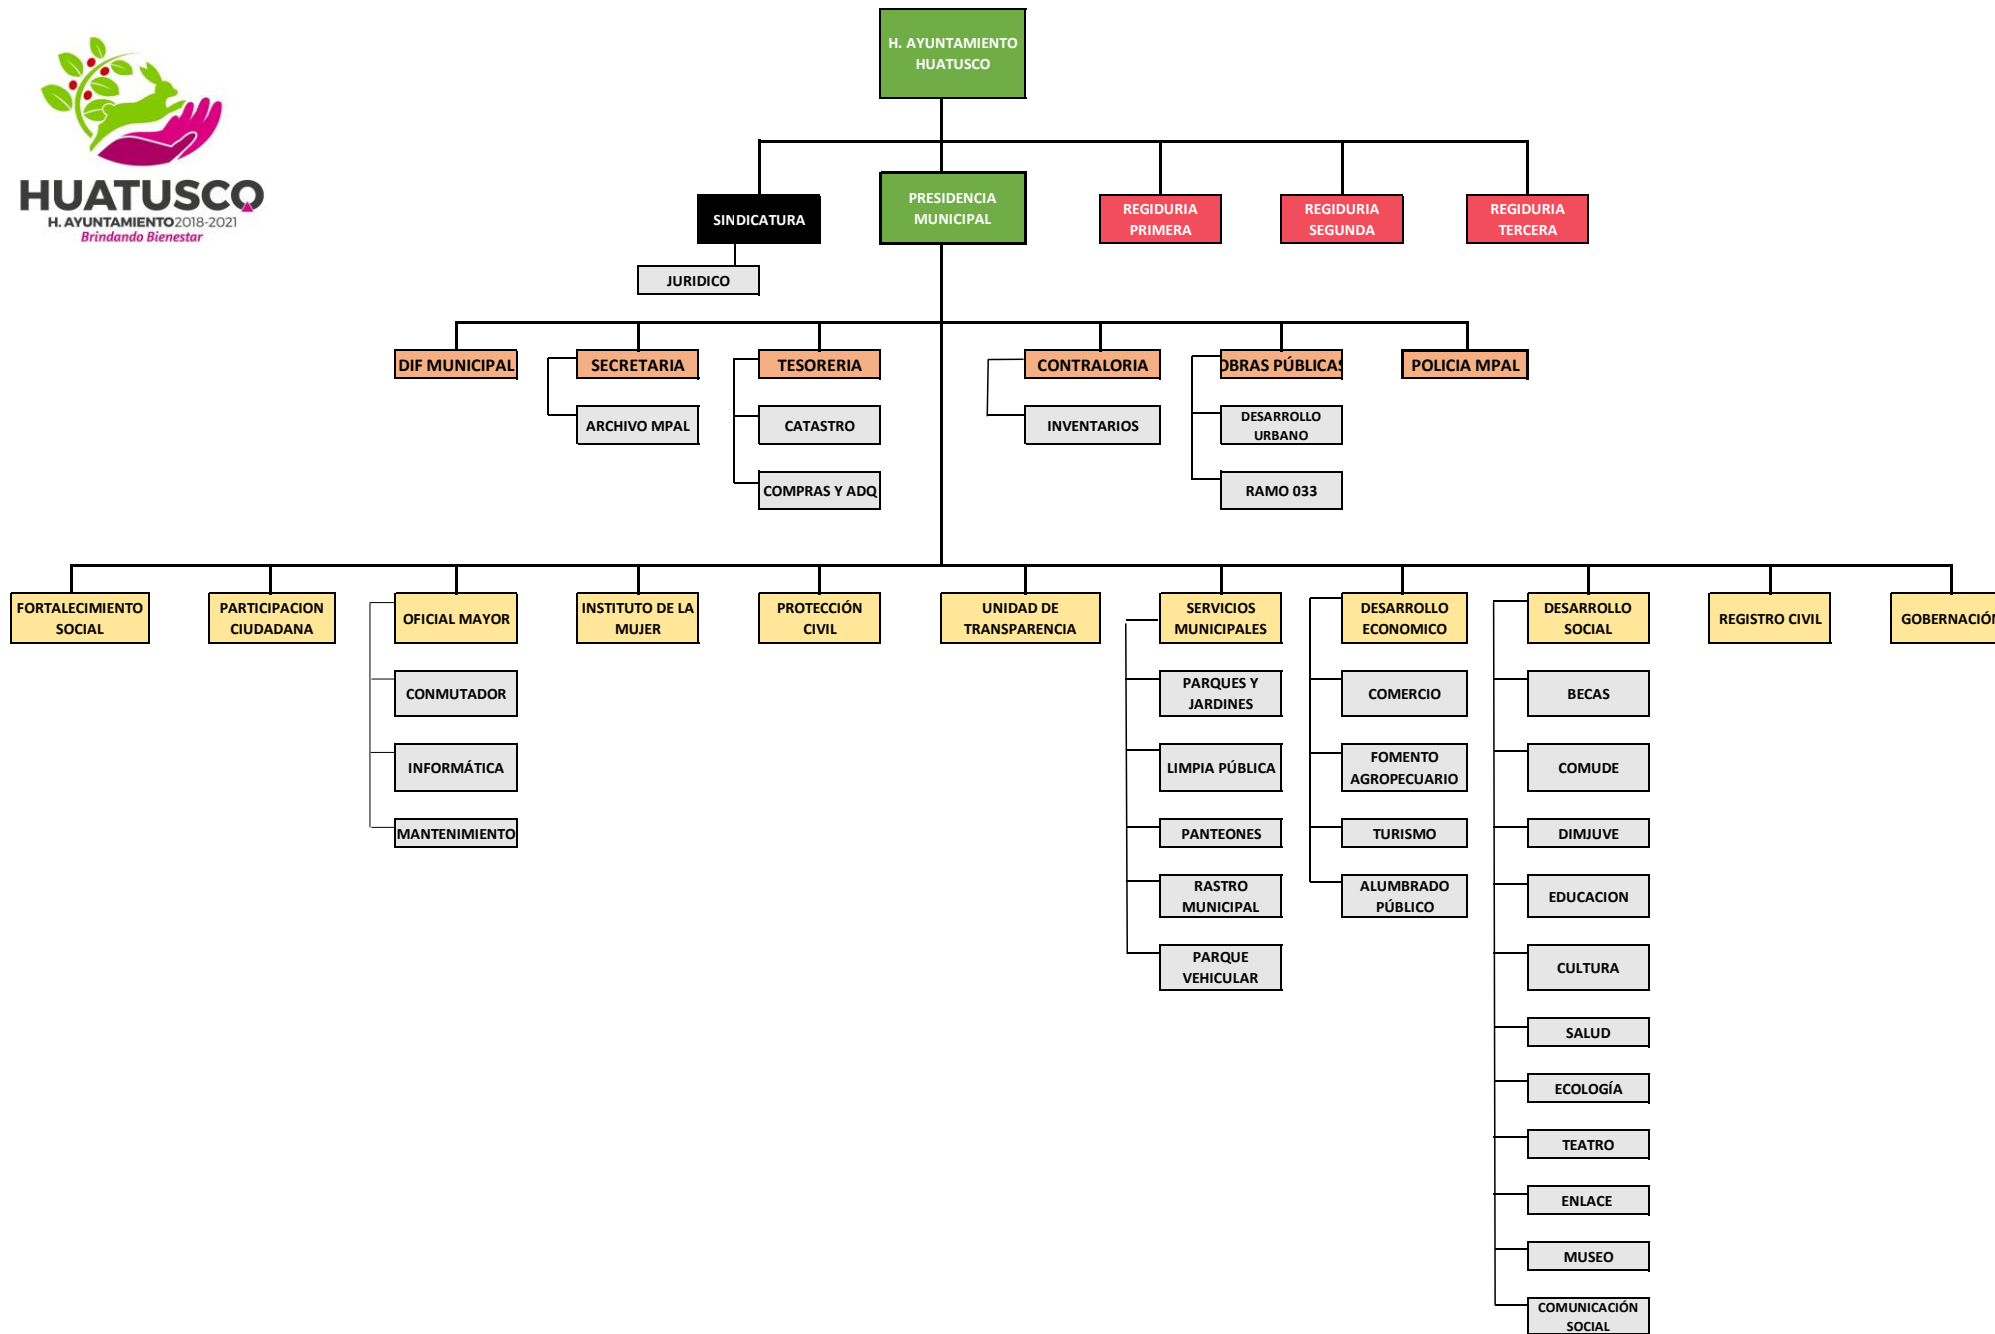 H. AYUNTAMIENTO
HUATUSCO
HUATUSCO
H. AYUNTAMIENTO 2018-2021
Brindando Bienestar
SINDICATURA
PRESIDENCIA
MUNICIPAL
REGIDURIA
PRIMERA
REGIDURIA
SEGUNDA
REGIDURIA
TERCERA
JURIDICO
DIF MUNICIPAL
SECRETARIA
TESORERIA
CONTRALORIA
OBRAS PÚBLICAS
POLICIA MPAL
ARCHIVO MPAL
CATASTRO
INVENTARIOS
DESARROLLO
URBANO
COMPRAS Y ADQ
RAMO 033
FORTALECIMIENTO
SOCIAL
PARTICIPACION
CIUDADANA
OFICIAL MAYOR
INSTITUTO DE LA
MUJER
PROTECCIÓN
CIVIL
UNIDAD DE
TRANSPARENCIA
SERVICIOS
MUNICIPALES
DESARROLLO
ECONOMICO
DESARROLLO
SOCIAL
REGISTRO CIVIL
GOBERNACIÓN
CONMUTADOR
PARQUES Y
JARDINES
COMERCIO
BECAS
INFORMÁTICA
LIMPIA PÚBLICA
FOMENTO
AGROPECUARIO
COMUDE
MANTENIMIENTO
PANTEONES
TURISMO
DIMJUVE
RASTRO
MUNICIPAL
ALUMBRADO
PÚBLICO
EDUCACION
PARQUE
VEHICULAR
CULTURA
SALUD
ECOLOGÍA
TEATRO
ENLACE
MUSEO
COMUNICACIÓN
SOCIAL